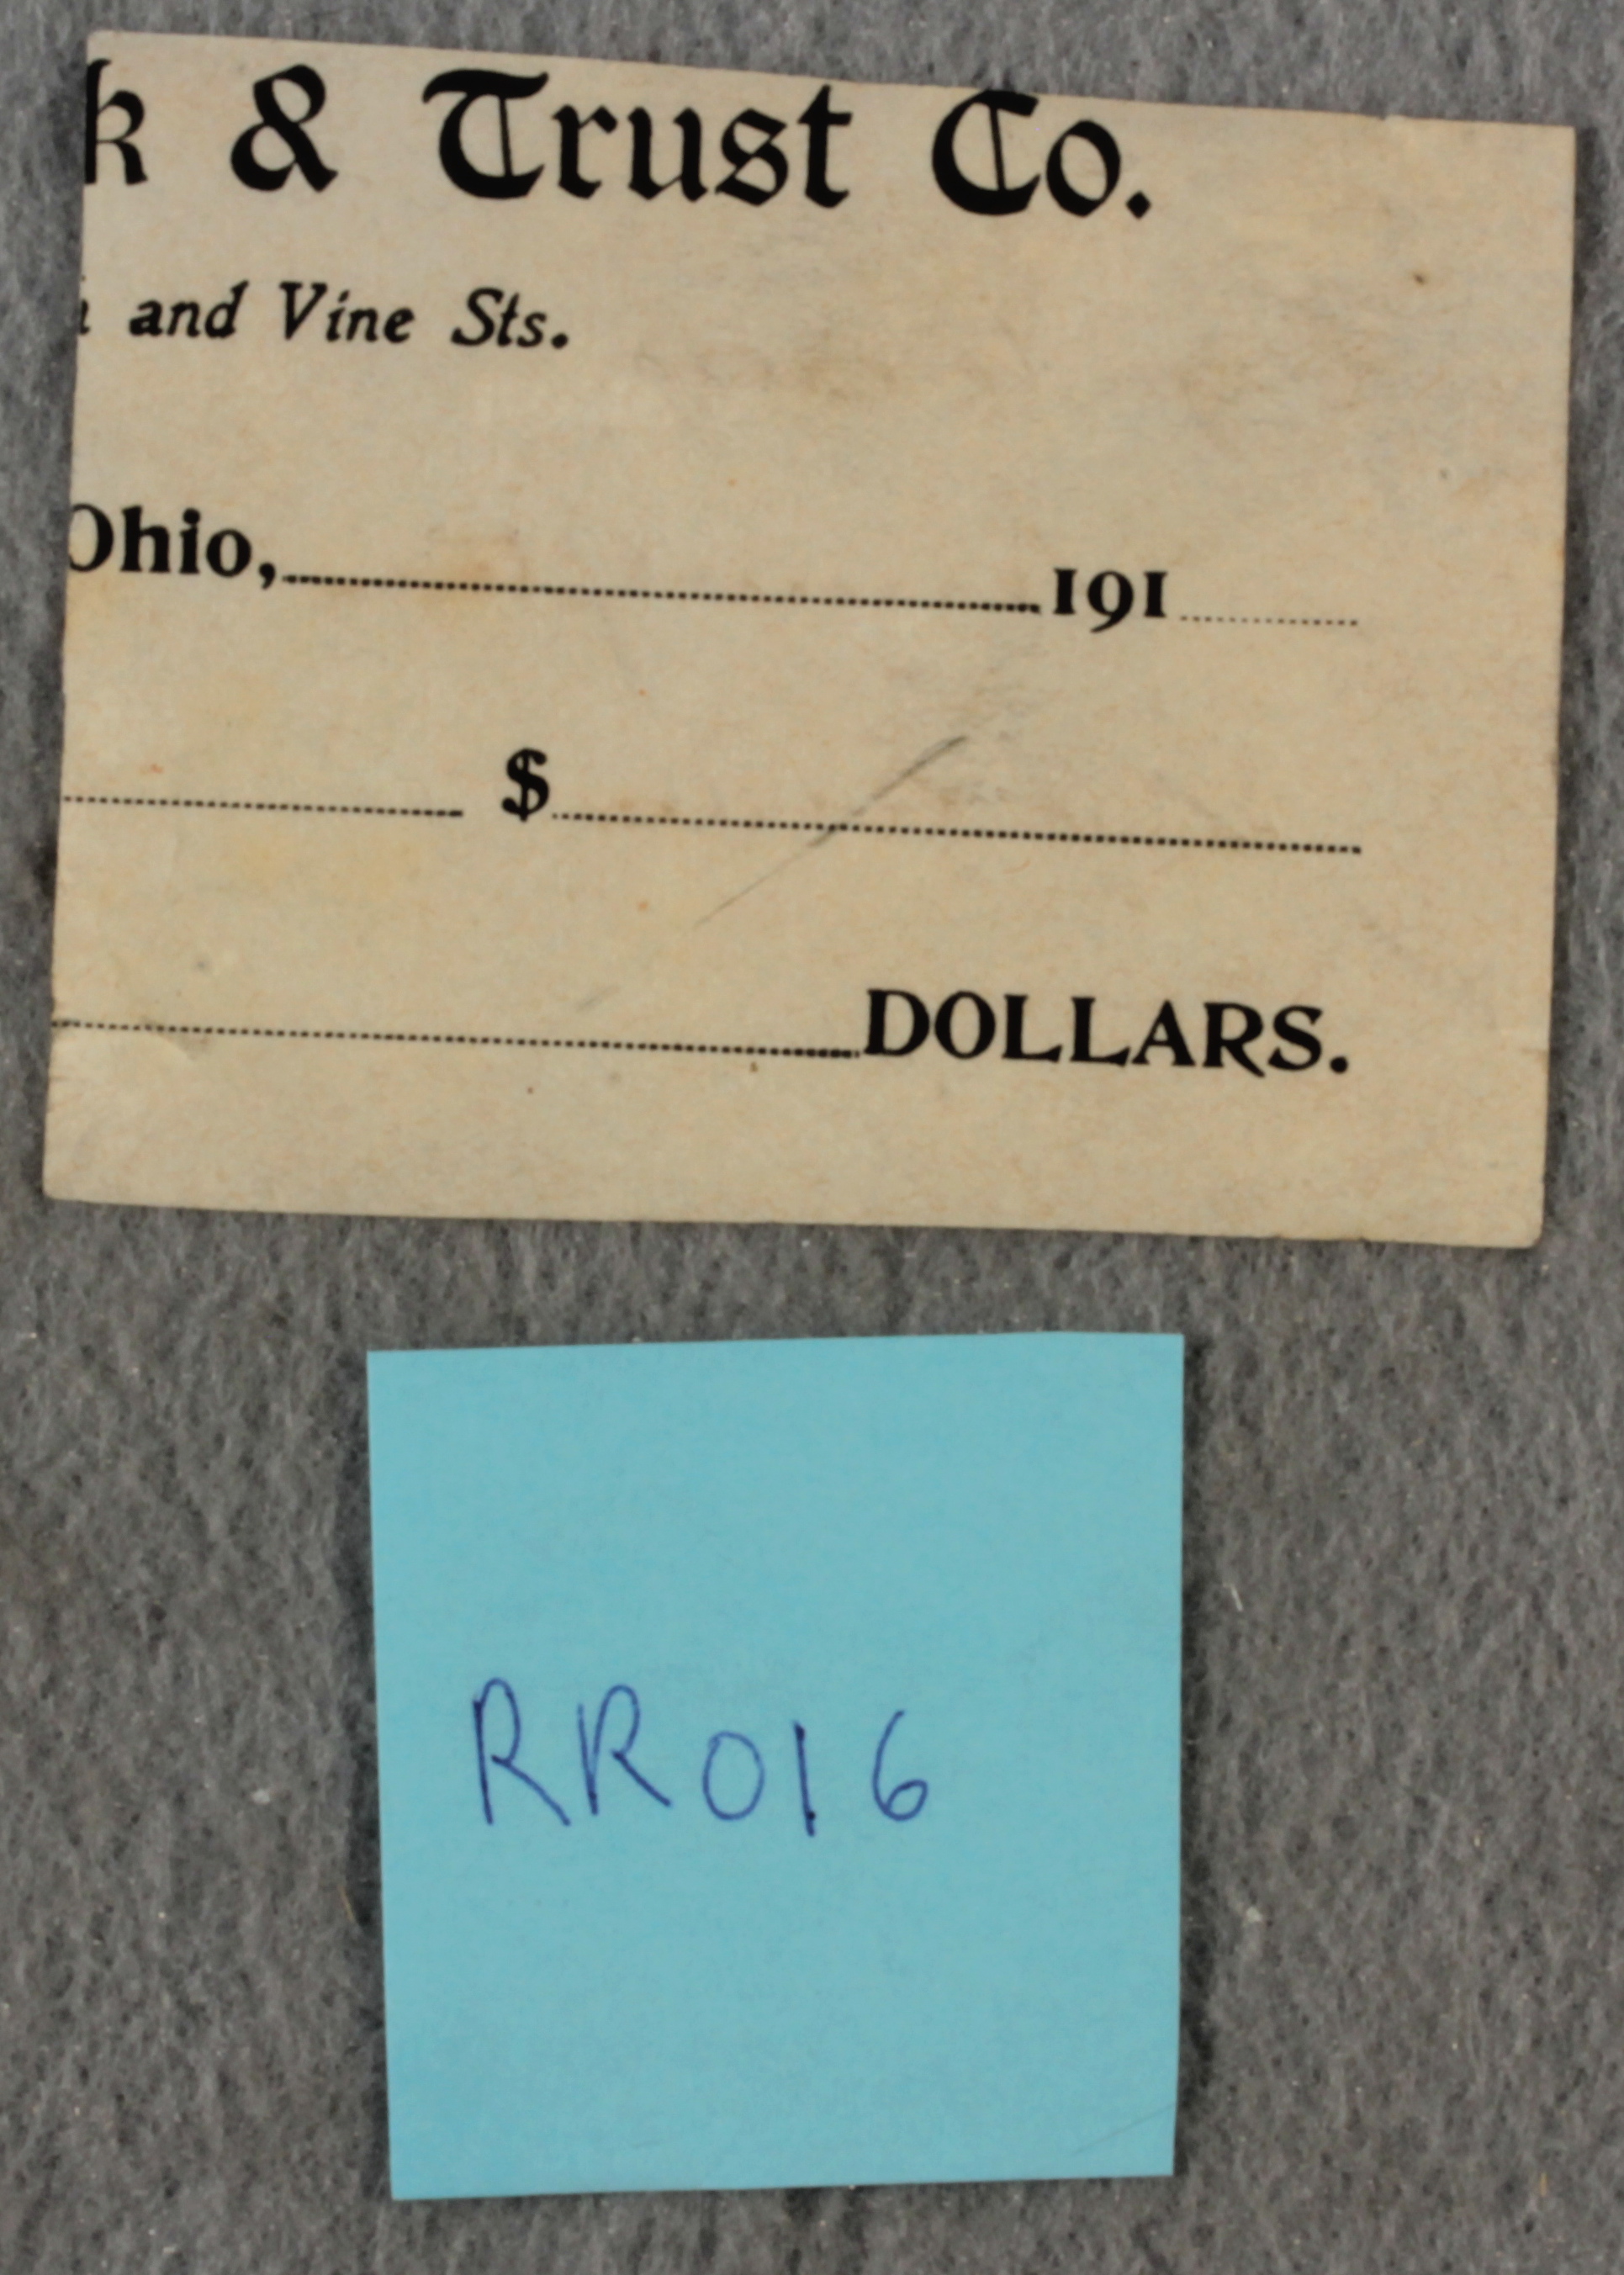 k & Trust Co.
and Vine Sts.
Ohio, 191
$
DOLLARS.
RR016